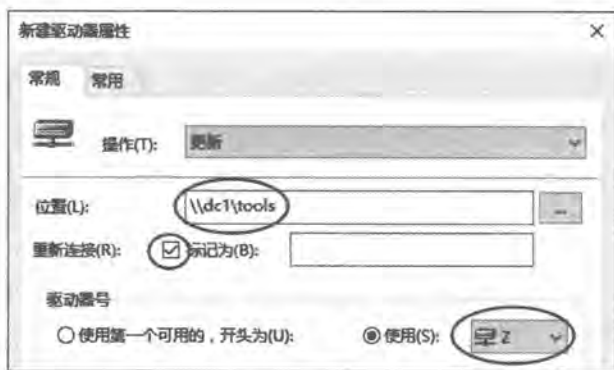 新建驱动器属性
常规 常用
操作(T): 更新
位置(L): \\dc1\tools ...
重新连接(R): 标记为(B):
驱动器号
使用第一个可用的，开头为(U): 使用(S): Z